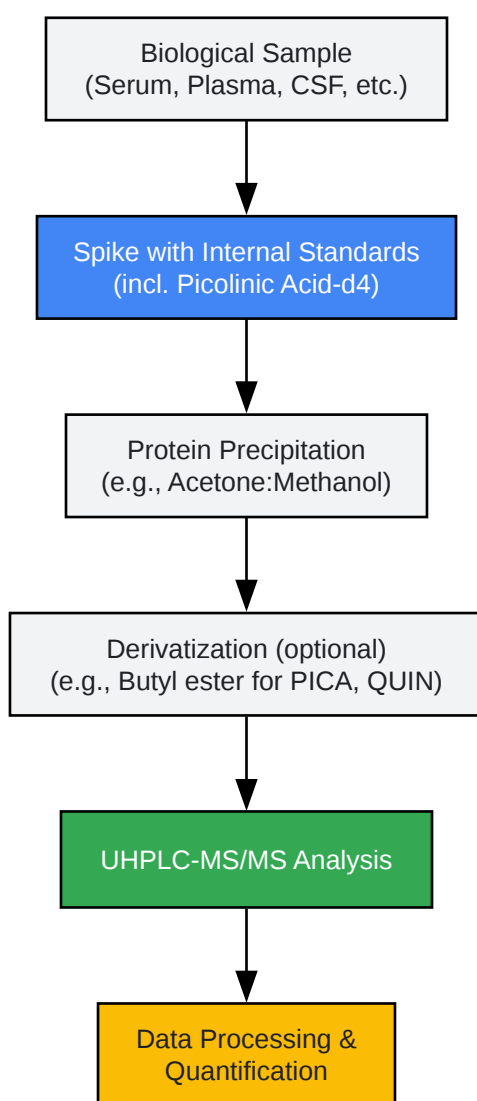 Biological Sample
(Serum, Plasma, CSF, etc.)
Spike with Internal Standards
(incl. Picolinic Acid-d4)
Protein Precipitation
(e.g., Acetone:Methanol)
Derivatization (optional)
(e.g., Butyl ester for PICA, QUIN)
UHPLC-MS/MS Analysis
Data Processing &
Quantification